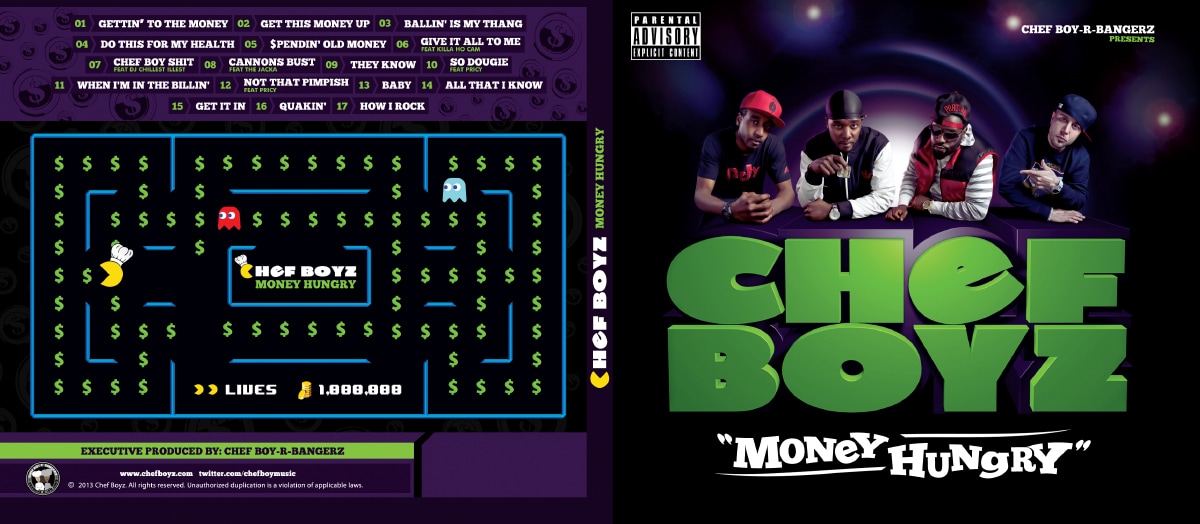 01 GETTIN' TO THE MONEY 02 GET THIS MONEY UP 03 BALLIN' IS MY THANG
04 DO THIS FOR MY HEALTH 05 $PENDIN' OLD MONEY 06 GIVE IT ALL TO ME
FEAT KILLA HO CAM
07 CHEF BOY SHIT 08 CANNONS BUST 09 THEY KNOW 10 SO DOUGIE
FEAT DJ CHILLEST ILLEST FEAT THE JACKA FEAT PRICY
11 WHEN I'M IN THE BILLIN' 12 NOT THAT PIMPISH 13 BABY 14 ALL THAT I KNOW
FEAT PRICY
15 GET IT IN 16 QUAKIN' 17 HOW I ROCK
CHEF BOYZ
MONEY HUNGRY
LIVES 1,000,000
EXECUTIVE PRODUCED BY: CHEF BOY-R-BANGERZ
www.chefboyz.com twitter.com/chefboymusic
© 2013 Chef Boyz. All rights reserved. Unauthorized duplication is a violation of applicable laws.
CHEF BOYZ MONEY HUNGRY
PARENTAL
ADVISORY
EXPLICIT CONTENT
CHEF BOY-R-BANGERZ
PRESENTS
CHEF
BOYZ
"MONEY HUNGRY"